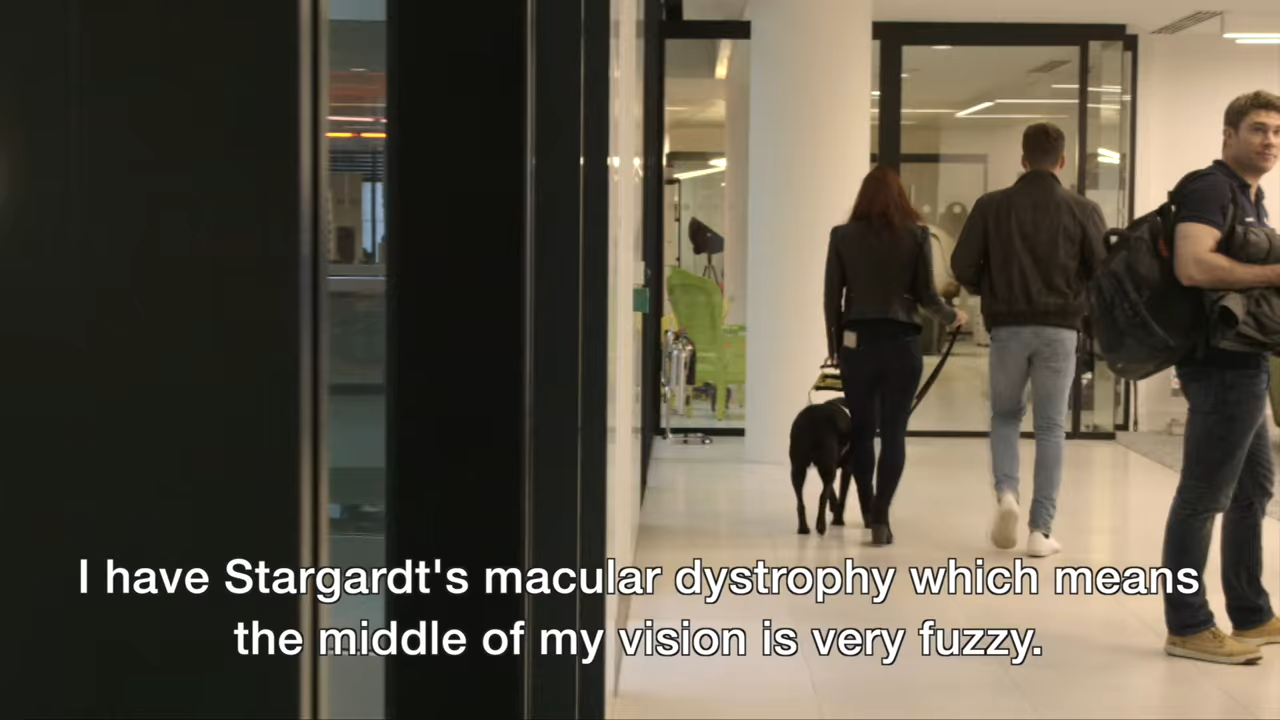 I have Stargardt's macular dystrophy which means
the middle of my vision is very fuzzy.